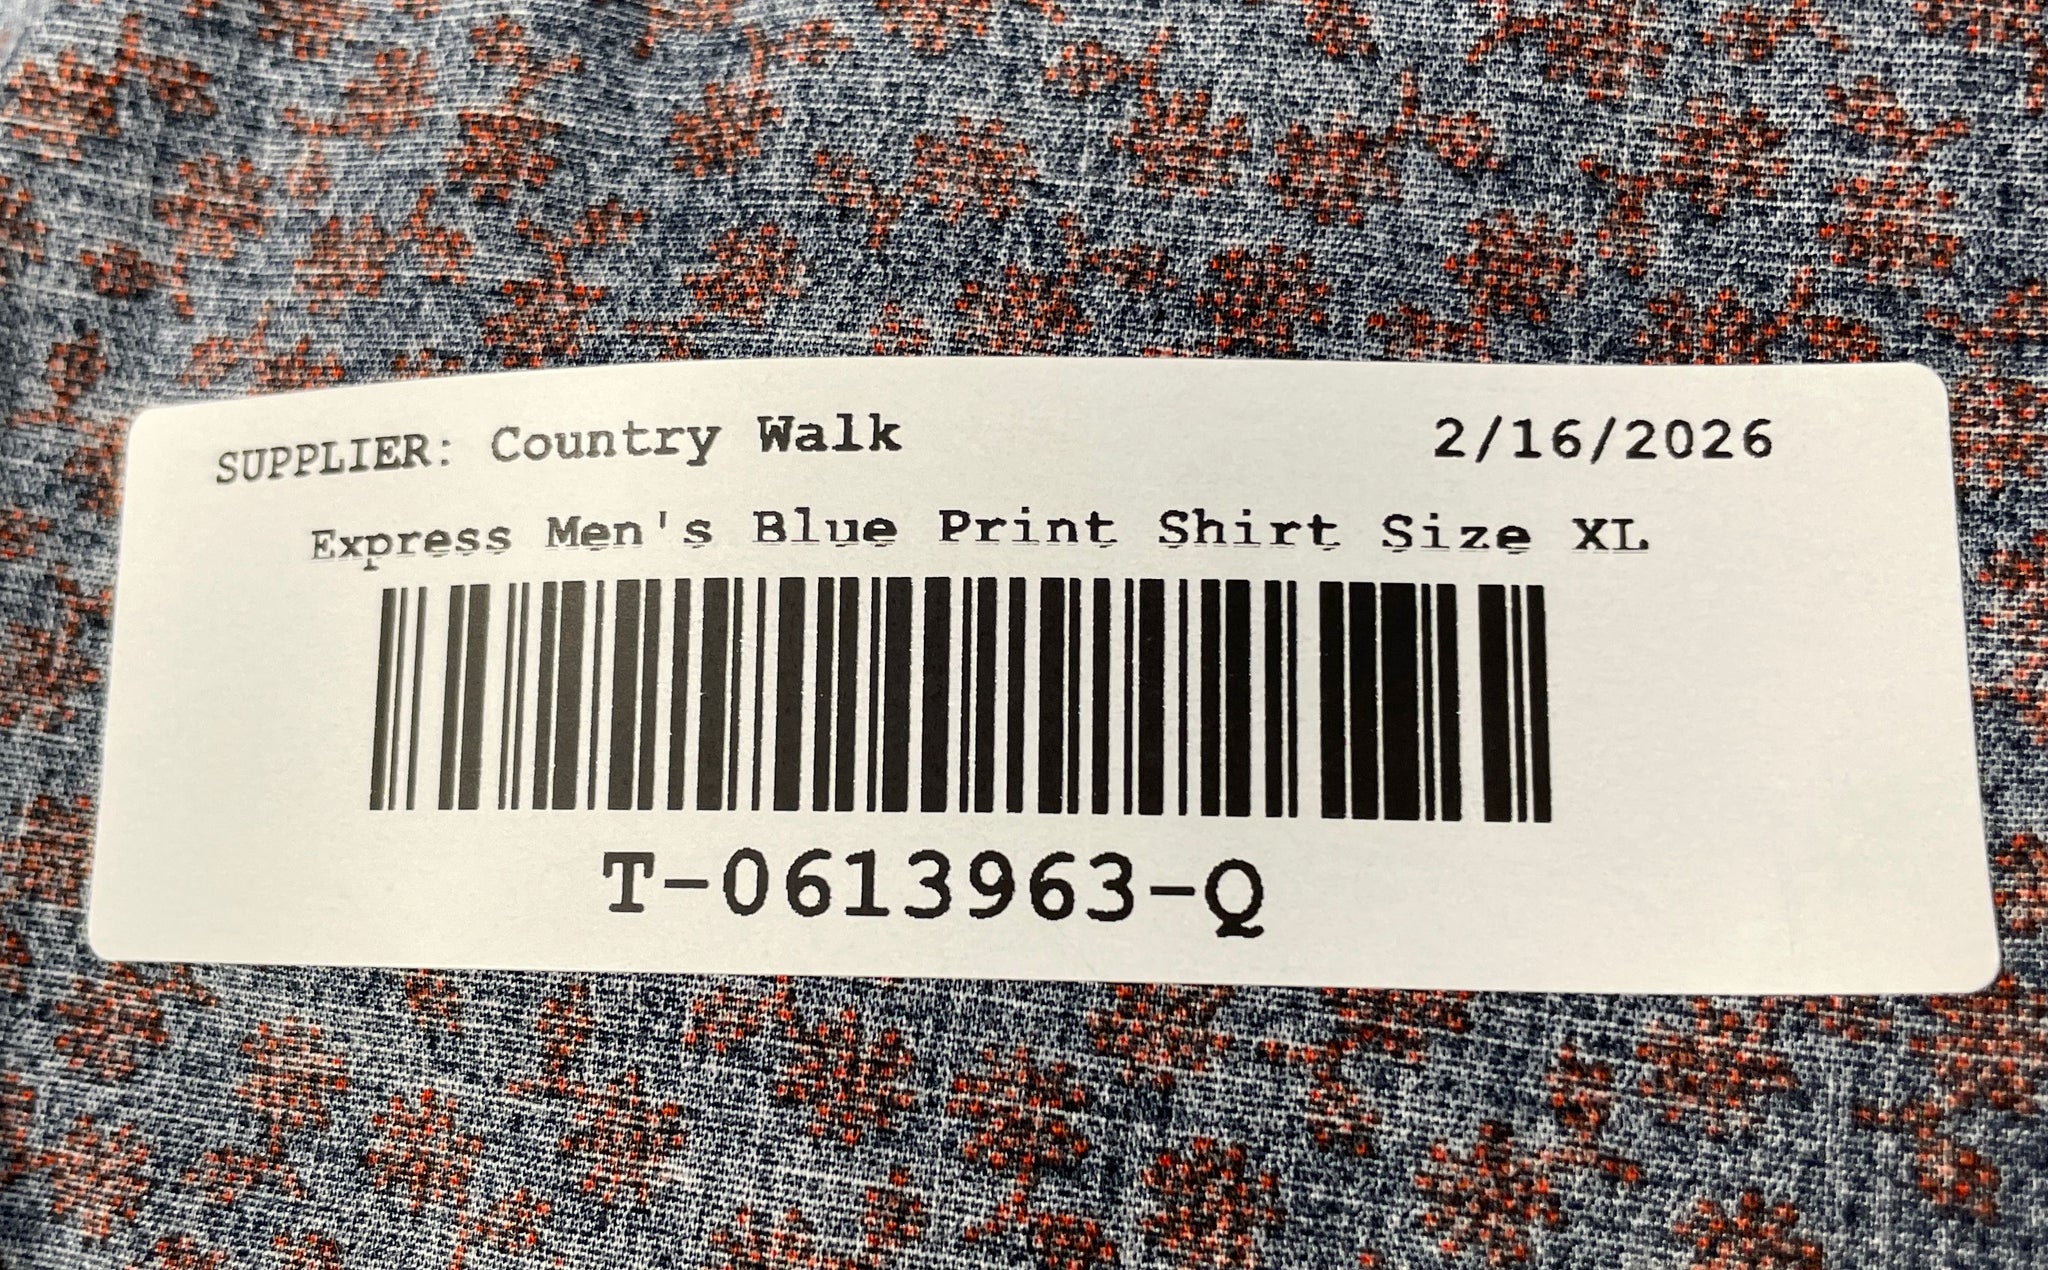 SUPPLIER: Country Walk 2/16/2026
Express Men's Blue Print Shirt Size XL
T-0613963-Q